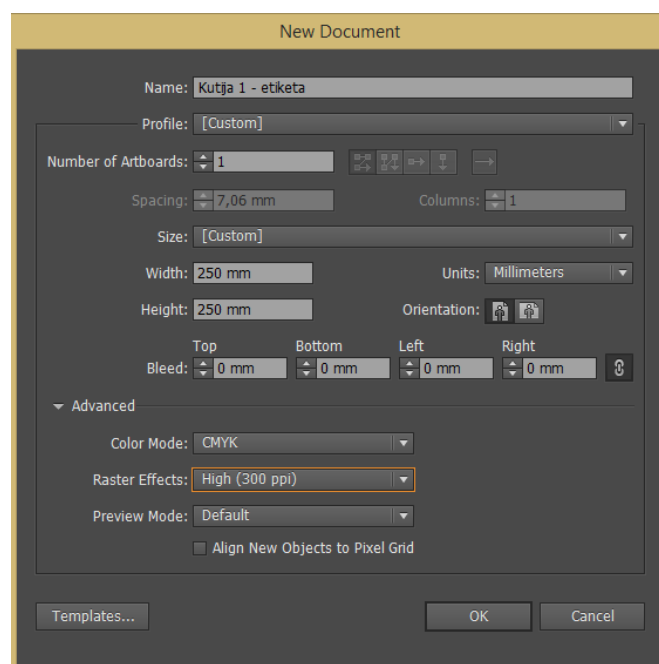 New Document
Name: Kutija 1 - etiketa
Profile: [Custom]
Number of Artboards: 1
Spacing: 7,06 mm Columns: 1
Size: [Custom]
Width: 250 mm Units: Millimeters
Height: 250 mm Orientation:
Top Bottom Left Right
Bleed: 0 mm 0 mm 0 mm 0 mm
Advanced
Color Mode: CMYK
Raster Effects: High (300 ppi)
Preview Mode: Default
Align New Objects to Pixel Grid
Templates... OK Cancel